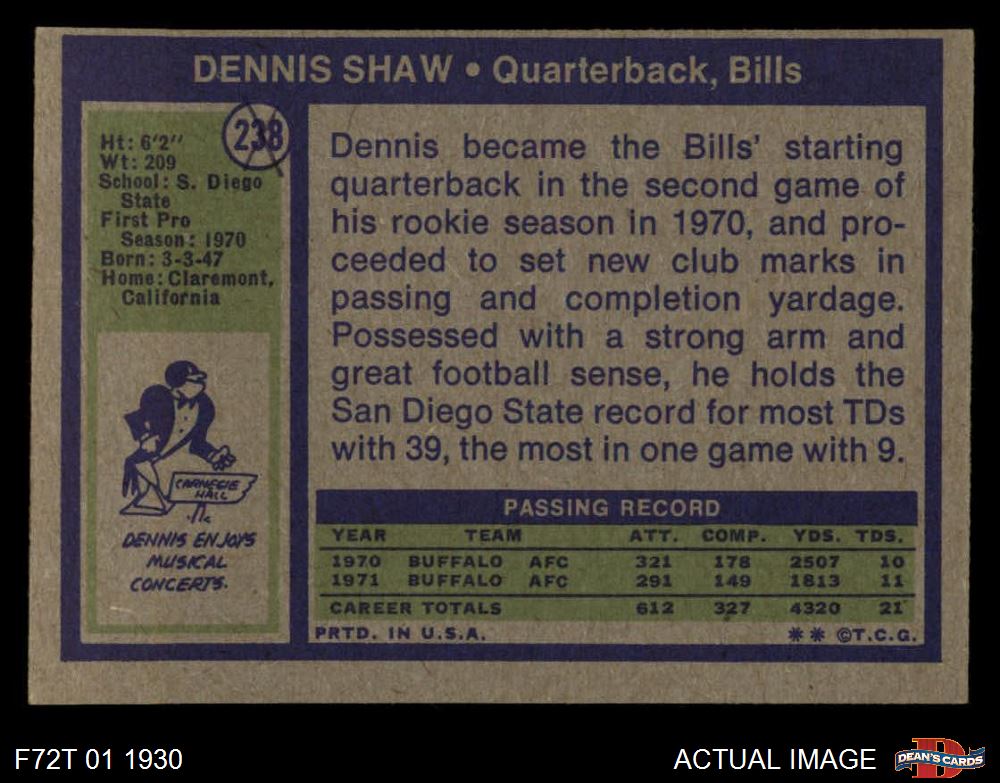 DENNIS SHAW • Quarterback, Bills
238
Ht: 6'2''
Wt: 209
School: S. Diego
State
First Pro
Season: 1970
Born: 3-3-47
Home: Claremont,
California
CARNEGIE
HALL
DENNIS ENJOYS
MUSICAL
CONCERTS.
Dennis became the Bills' starting
quarterback in the second game of
his rookie season in 1970, and pro-
ceeded to set new club marks in
passing and completion yardage.
Possessed with a strong arm and
great football sense, he holds the
San Diego State record for most TDs
with 39, the most in one game with 9.
PASSING RECORD
YEAR TEAM ATT. COMP. YDS. TDS.
1970 BUFFALO AFC 321 178 2507 10
1971 BUFFALO AFC 291 149 1813 11
CAREER TOTALS 612 327 4320 21
PRTD. IN U.S.A. ** ©T.C.G.
F72T 01 1930
ACTUAL IMAGE
D
DEAN'S CARDS